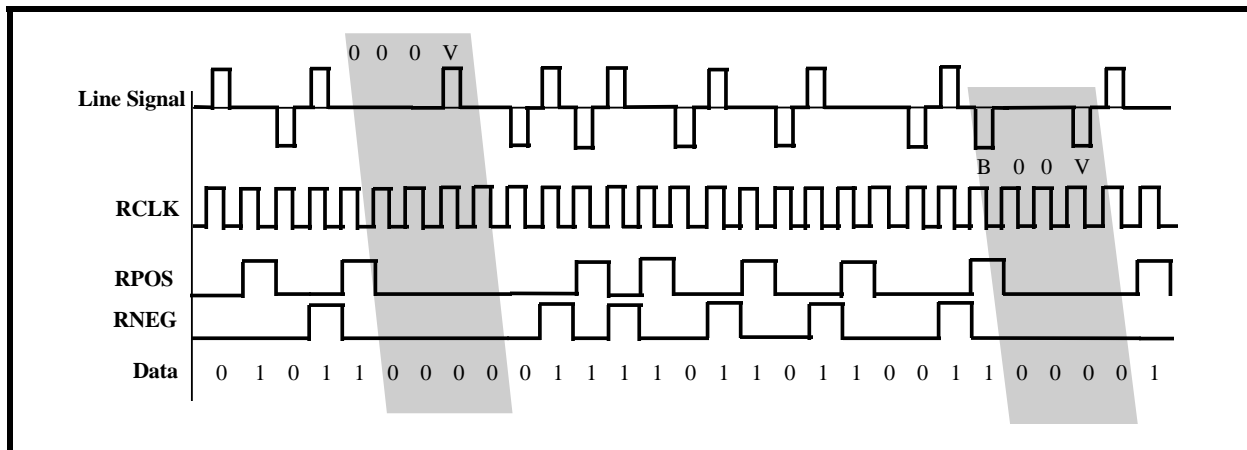 0 0 0 V
Line Signal
B 0 0 V
RCLK
RPOS
RNEG
Data 0 1 0 1 1 0 0 0 0 0 1 1 1 1 0 1 1 0 1 1 0 0 1 1 0 0 0 0 1